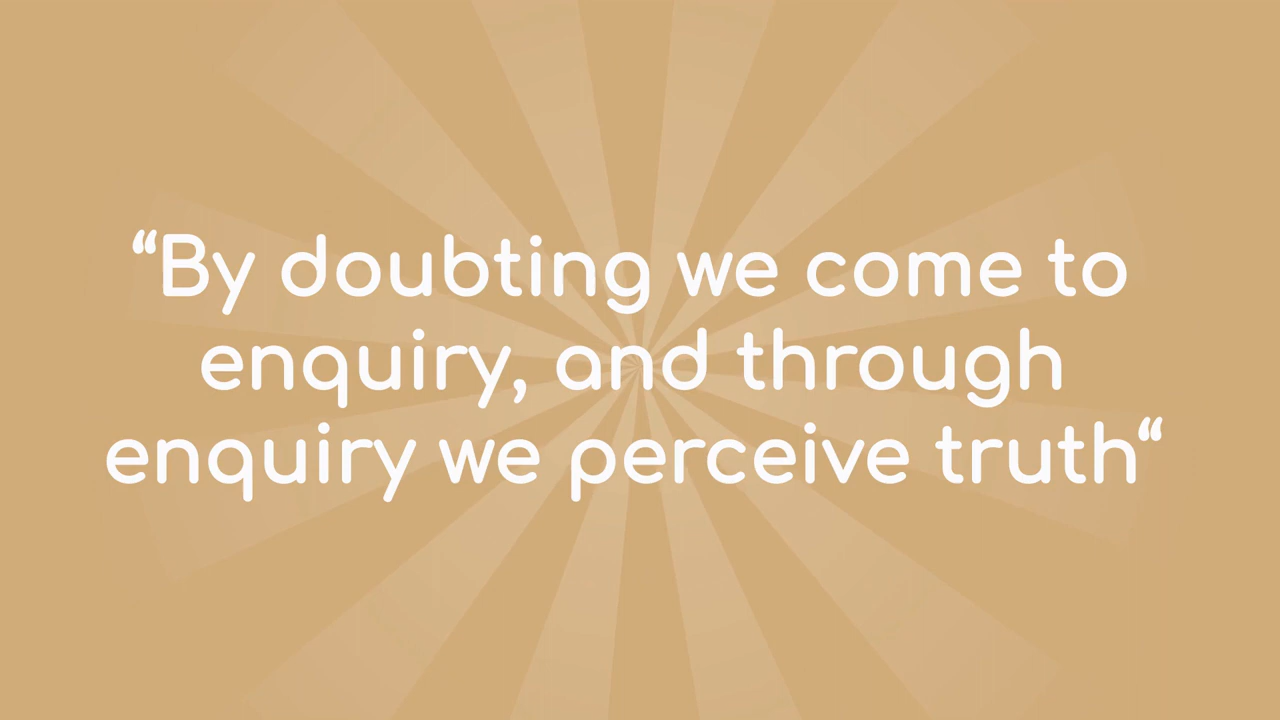 “By doubting we come to
enquiry, and through
enquiry we perceive truth“